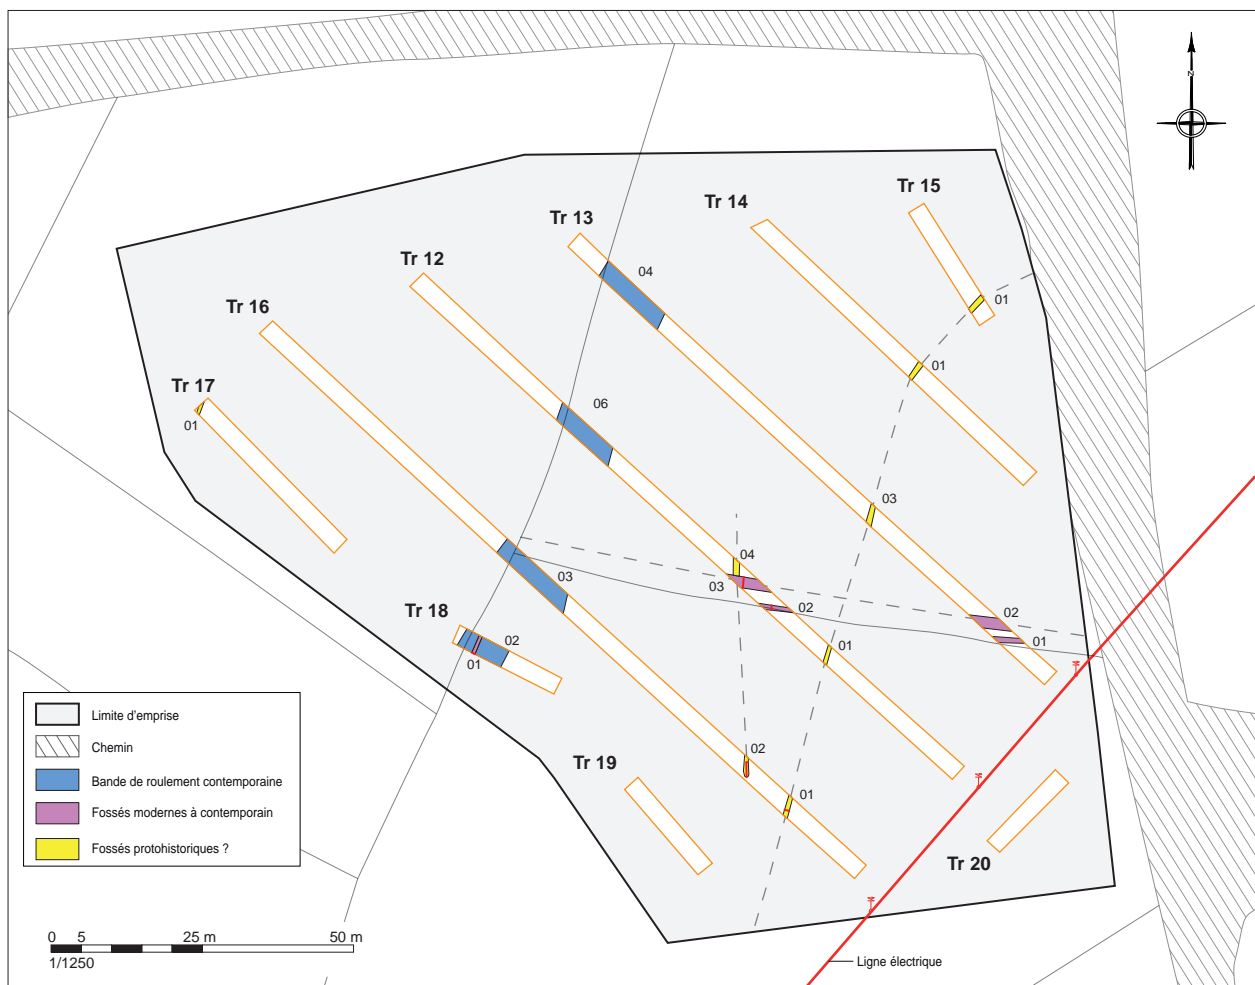 N
Tr 15
Tr 14
Tr 13
01
04
Tr 12
Tr 16
01
Tr 17
06
01
03
04
03
03
02
02
01
Tr 18
02
01
01
02
Tr 19
01
Tr 20
Limite d'emprise
Chemin
Bande de roulement contemporaine
Fossés modernes à contemporain
Fossés protohistoriques ?
0 5 25 m 50 m
1/1250
Ligne électrique